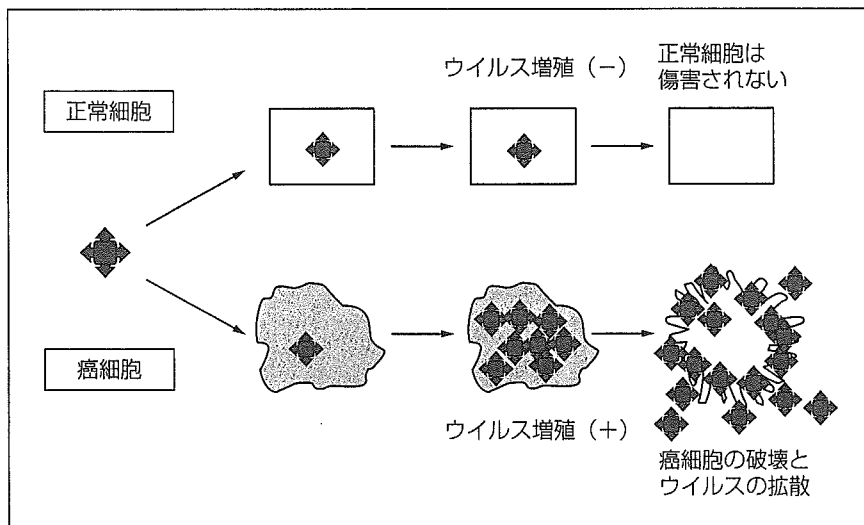 ウイルス増殖（－）
正常細胞は
傷害されない
正常細胞
癌細胞
ウイルス増殖（＋）
癌細胞の破壊と
ウイルスの拡散